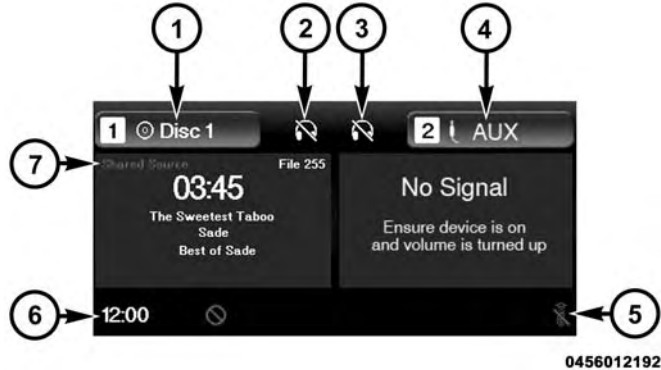 1 2 3 4
1 Disc 1
2 AUX
7
Shared Source
File 255
03:45
The Sweetest Taboo
Sade
Best of Sade
No Signal
Ensure device is on
and volume is turned up
6
12:00
5
0456012192